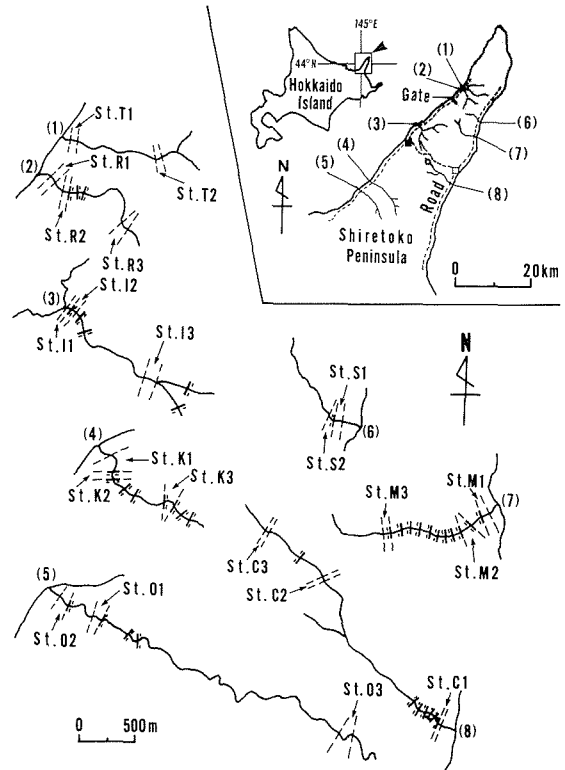 145°E
44°N
Hokkaido
Island
(1)
(2)
Gate
(3)
(4)
(5)
(6)
(7)
(8)
Road
N
Shiretoko
Peninsula
0 20km
(1)
St.T1
(2)
St.R1
St.T2
St.R2
St.R3
(3)
St.I2
St.I1
St.I3
N
St.S1
(6)
St.S2
(4)
St.K1
St.K2
St.K3
St.M3
St.M1
(7)
St.M2
St.C3
St.C2
(5)
St.O1
St.O2
St.O3
St.C1
(8)
0 500m